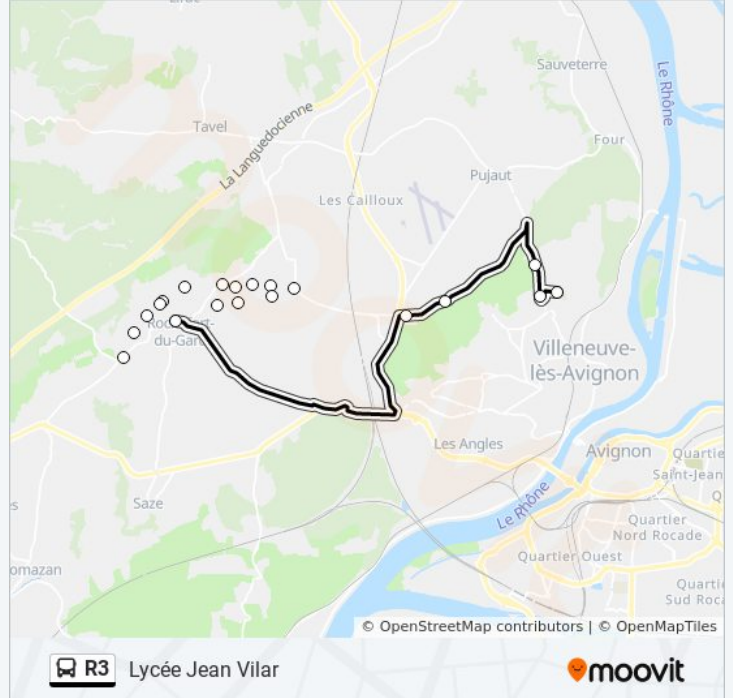 Sauveterre
Le Rhône
Tavel
La Languedocienne
Four
Pujaut
Les Cailloux
du-Gard
Villeneuve-
lès-Avignon
Les Angles
Avignon
Quartie
Saint-Jean
Saze
Le Rhône
Q
Quartier
Nord Rocade
Quartier Ouest
omazan
Quarti
Sud Roca
© OpenStreetMap contributors | © OpenMapTiles
R3 Lycée Jean Vilar
moovit